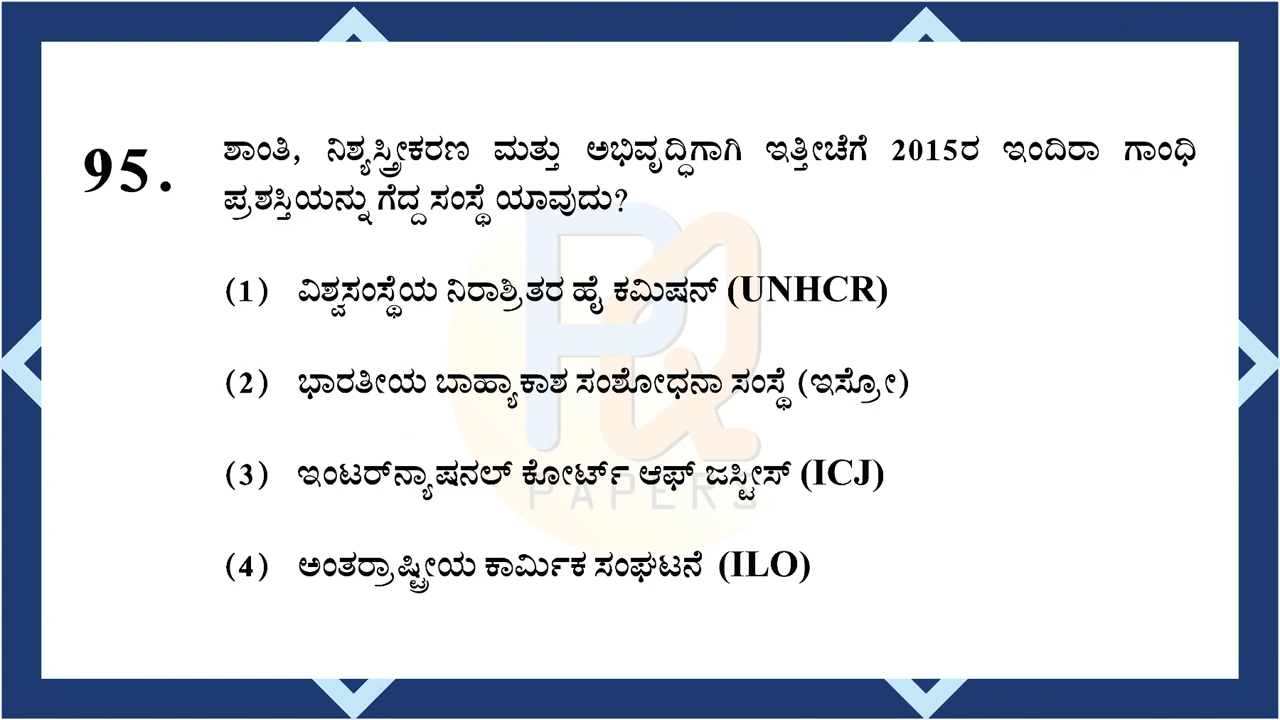 95. ಶಾಂತಿ, ನಿಶ್ಯಸ್ತ್ರೀಕರಣ ಮತ್ತು ಅಭಿವೃದ್ಧಿಗಾಗಿ ಇತ್ತೀಚೆಗೆ 2015ರ ಇಂದಿರಾ ಗಾಂಧಿ
ಪ್ರಶಸ್ತಿಯನ್ನು ಗೆದ್ದ ಸಂಸ್ಥೆ ಯಾವುದು?
(1) ವಿಶ್ವಸಂಸ್ಥೆಯ ನಿರಾಶ್ರಿತರ ಹೈ ಕಮಿಷನ್ (UNHCR)
(2) ಭಾರತೀಯ ಬಾಹ್ಯಾಕಾಶ ಸಂಶೋಧನಾ ಸಂಸ್ಥೆ (ಇಸ್ರೋ)
(3) ಇಂಟರ್‌ನ್ಯಾಷನಲ್ ಕೋರ್ಟ್ ಆಫ್ ಜಸ್ಟೀಸ್ (ICJ)
PAPERS
(4) ಅಂತರ್ರಾಷ್ಟ್ರೀಯ ಕಾರ್ಮಿಕ ಸಂಘಟನೆ (ILO)